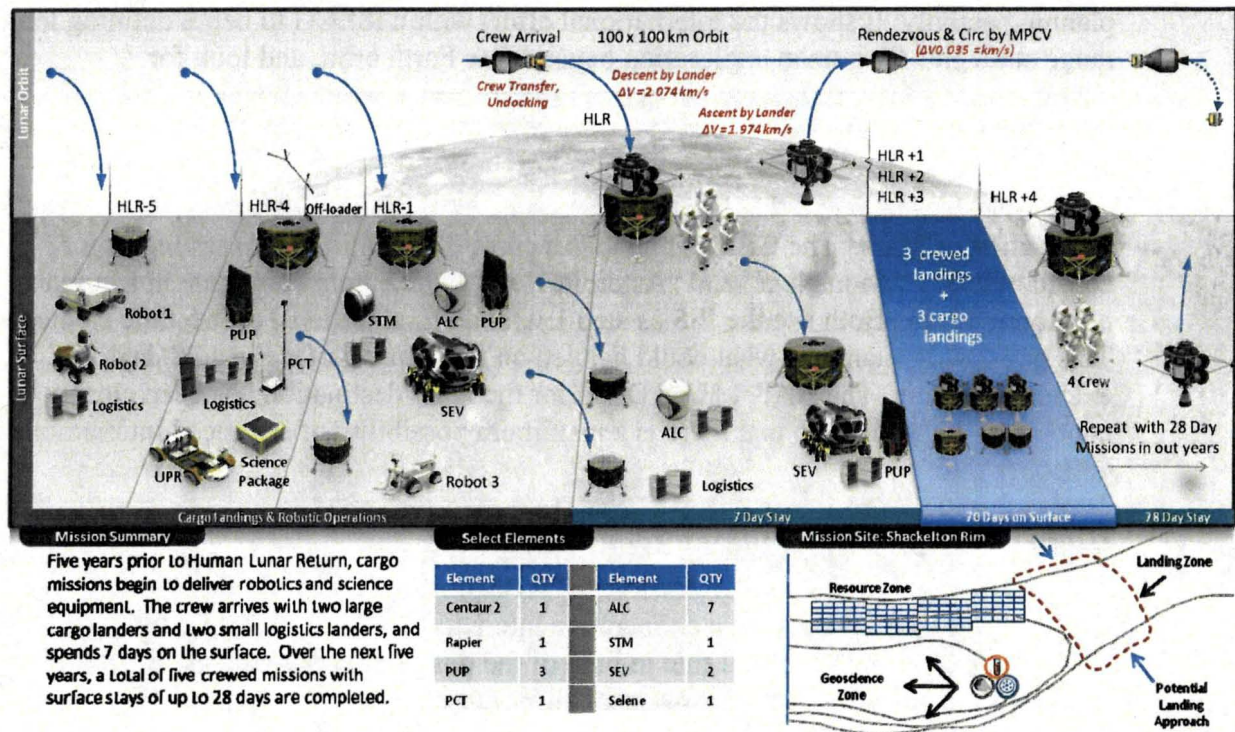 Lunar Orbit
Crew Arrival
Crew Transfer,
Undocking
100 x 100 km Orbit
Descent by Lander
ΔV =2.074 km/s
HLR
Ascent by Lander
ΔV=1.974 km/s
Rendezvous & Circ by MPCV
(ΔV0.035 =km/s)
HLR +1
HLR +2
HLR +3
HLR +4
HLR-5
HLR-4
Off-loader
HLR-1
Lunar Surface
Robot 1
Robot 2
Logistics
PUP
Logistics
PCT
UPR
Science
Package
STM
ALC
PUP
SEV
Robot 3
ALC
Logistics
SEV
PUP
3 crewed
landings
+
3 cargo
landings
4 Crew
Repeat with 28 Day
Missions in out years
Cargo Landings & Robotic Operations
7 Day Stay
70 Days on Surface
28 Day Stay
Mission Summary
Five years prior to Human Lunar Return, cargo
missions begin to deliver robotics and science
equipment. The crew arrives with two large
cargo landers and two small logistics landers, and
spends 7 days on the surface. Over the next five
years, a total of five crewed missions with
surface stays of up to 28 days are completed.
Select Elements
Element QTY Element QTY
Centaur 2 1 ALC 7
Rapier 1 STM 1
PUP 3 SEV 2
PCT 1 Selene 1
Mission Site: Shackelton Rim
Resource Zone
Landing Zone
Geoscience
Zone
Potential
Landing
Approach